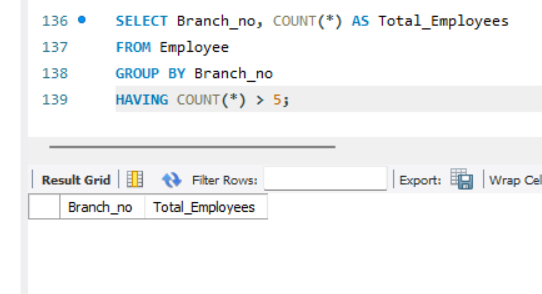 136 SELECT Branch_no, COUNT(*) AS Total_Employees
137 FROM Employee
138 GROUP BY Branch_no
139 HAVING COUNT(*) > 5;
Result Grid Filter Rows: Export: Wrap Cel
Branch_no Total_Employees